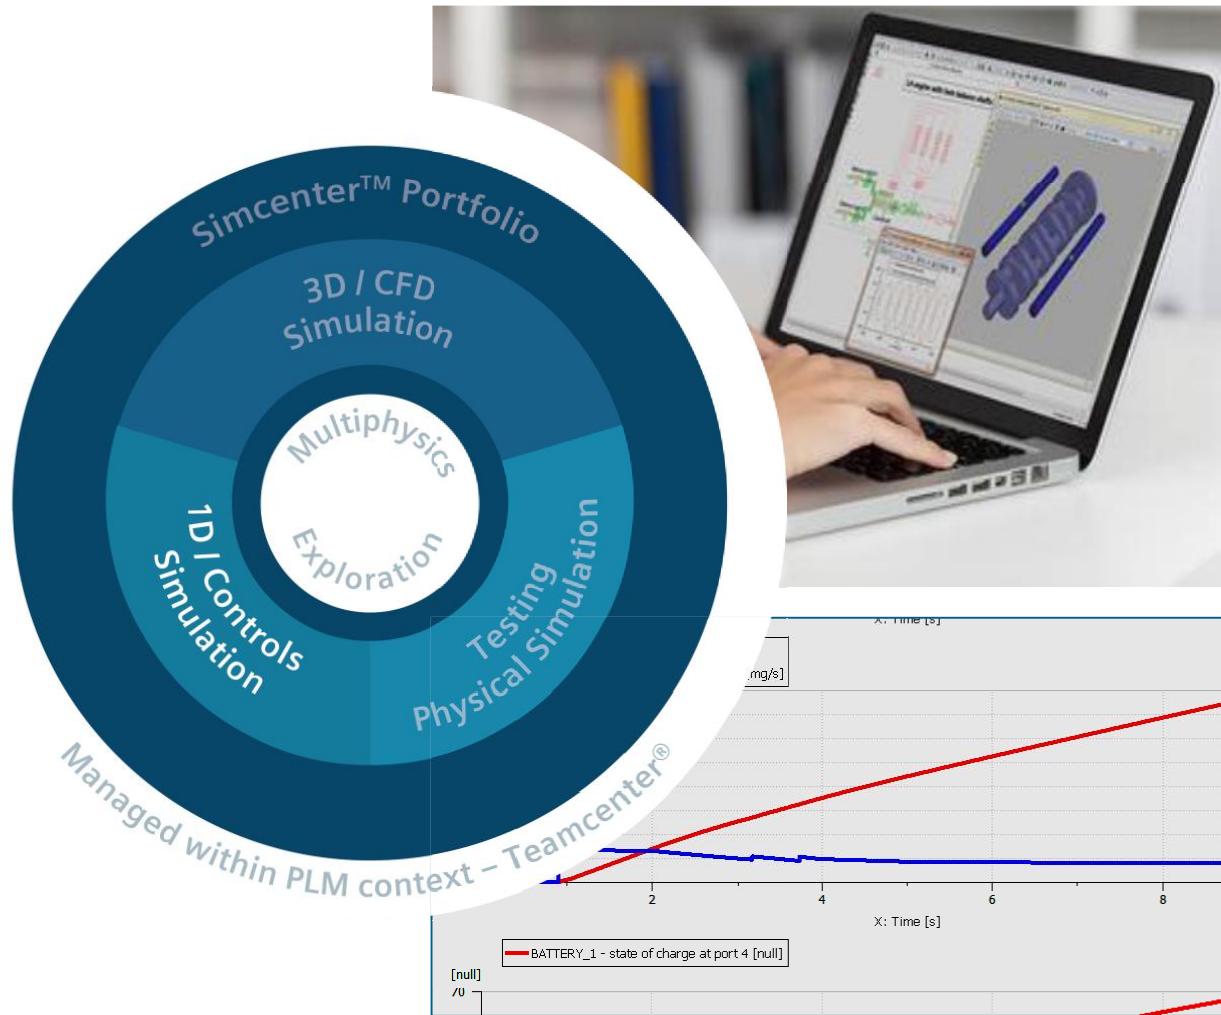 Simcenter™ Portfolio
3D / CFD
Simulation
Multiphysics
Exploration
1D / Controls
Simulation
Testing
Physical Simulation
Managed within PLM context – Teamcenter®
X: Time [s]
mg/s]
2 4 6 8
X: Time [s]
BATTERY_1 - state of charge at port 4 [null]
[null]
70